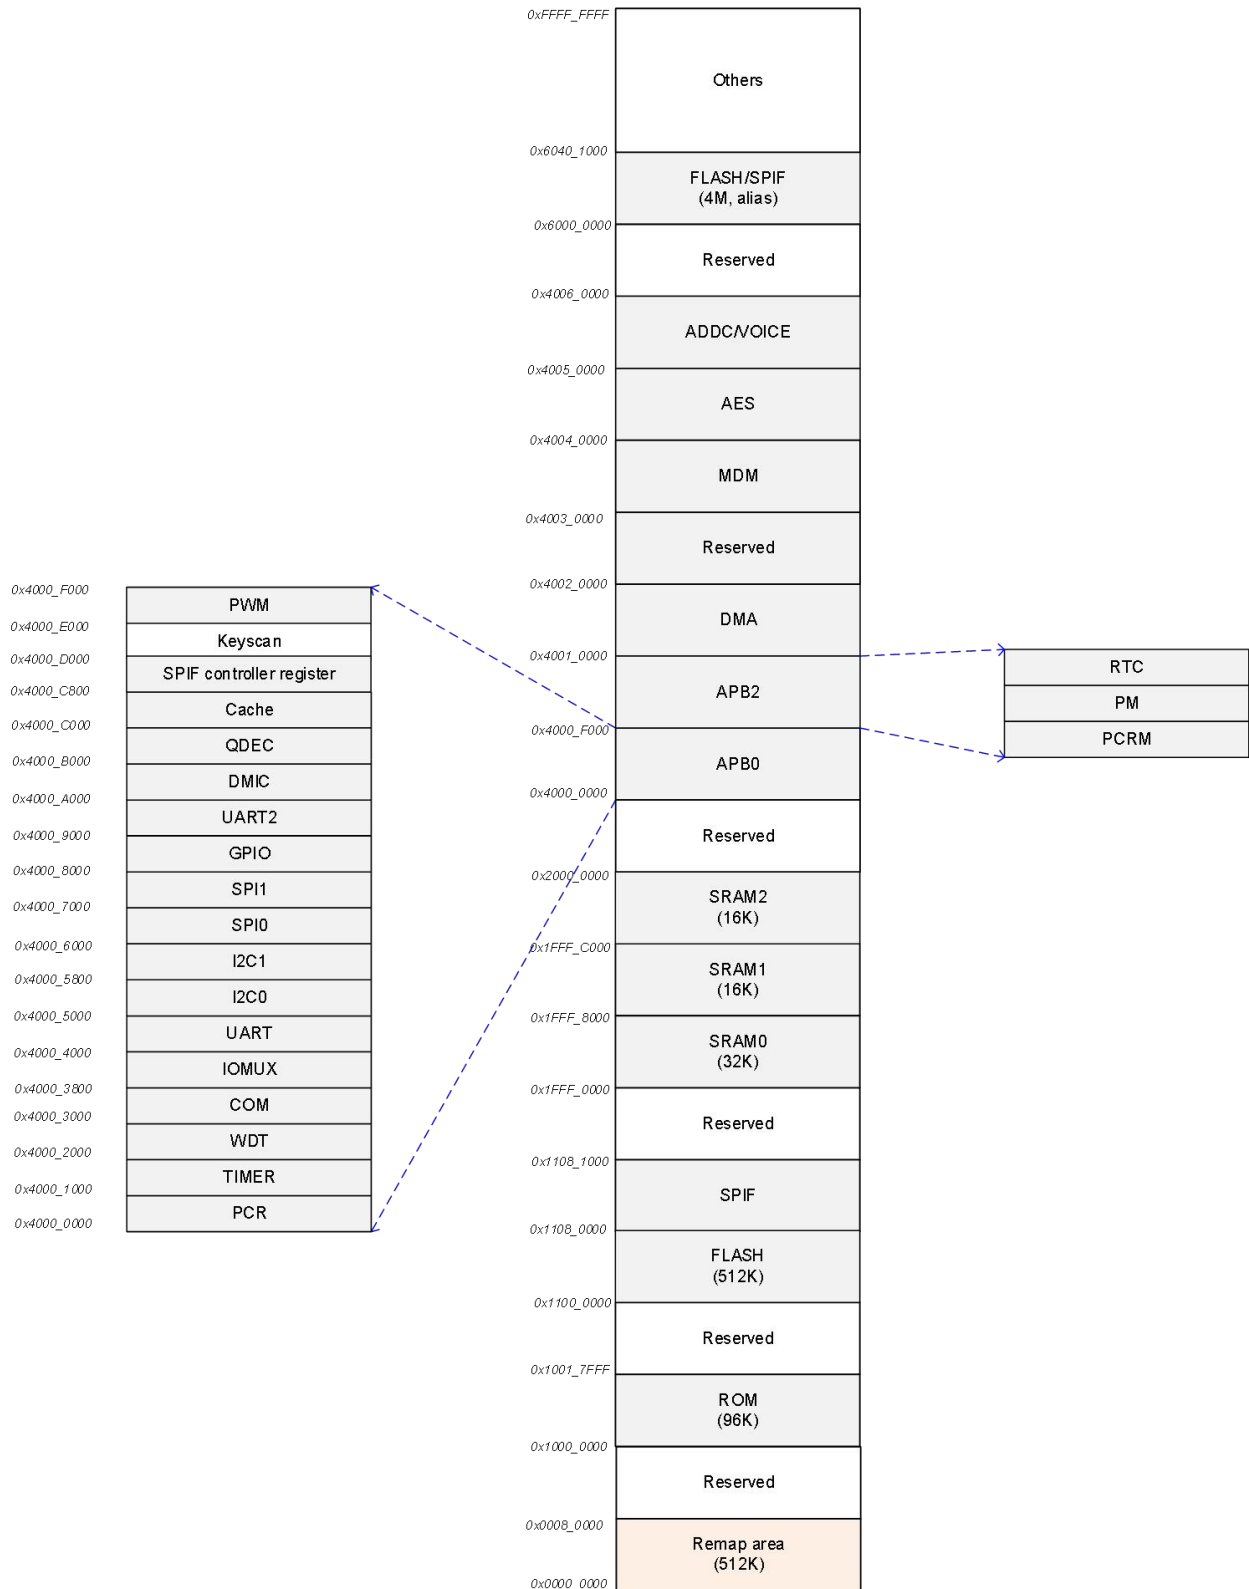 0xFFFF_FFFF
Others
0x6040_1000
FLASH/SPIF
(4M, alias)
0x6000_0000
Reserved
0x4006_0000
ADDC/VOICE
0x4005_0000
AES
0x4004_0000
MDM
0x4003_0000
Reserved
0x4002_0000
DMA
0x4001_0000
APB2
0x4000_F000
APB0
0x4000_0000
Reserved
0x2000_0000
SRAM2
(16K)
0x1FFF_C000
SRAM1
(16K)
0x1FFF_8000
SRAM0
(32K)
0x1FFF_0000
Reserved
0x1108_1000
SPIF
0x1108_0000
FLASH
(512K)
0x1100_0000
Reserved
0x1001_7FFF
ROM
(96K)
0x1000_0000
Reserved
0x0008_0000
Remap area
(512K)
0x0000_0000
0x4000_F000
PWM
0x4000_E000
Keyscan
0x4000_D000
SPIF controller register
0x4000_C800
Cache
0x4000_C000
QDEC
0x4000_B000
DMIC
0x4000_A000
UART2
0x4000_9000
GPIO
0x4000_8000
SPI1
0x4000_7000
SPI0
0x4000_6000
I2C1
0x4000_5800
I2C0
0x4000_5000
UART
0x4000_4000
IOMUX
0x4000_3800
COM
0x4000_3000
WDT
0x4000_2000
TIMER
0x4000_1000
PCR
0x4000_0000
RTC
PM
PCRM